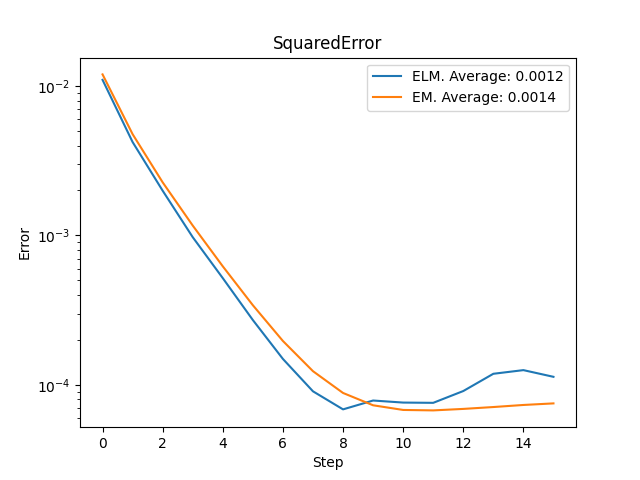 SquaredError
ELM. Average: 0.0012
EM. Average: 0.0014
10⁻²
10⁻³
10⁻⁴
Error
0 2 4 6 8 10 12 14
Step